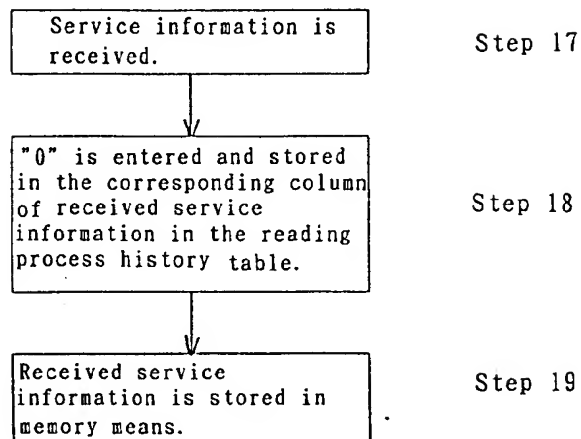 Service information is
received.
Step 17
"0" is entered and stored
in the corresponding column
of received service
information in the reading
process history table.
Step 18
Received service
information is stored in
memory means.
Step 19